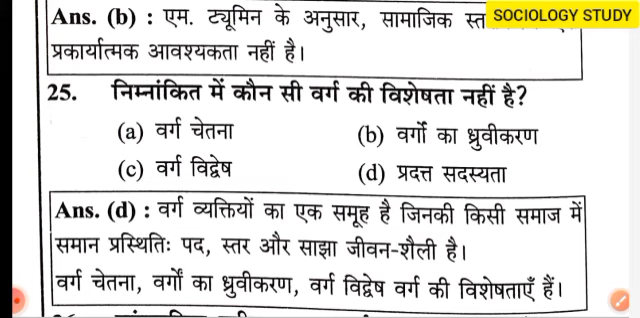 Ans. (b) : एम. ट्यूमिन के अनुसार, सामाजिक
SOCIOLOGY STUDY
प्रकार्यात्मक आवश्यकता नहीं है।
25. निम्नांकित में कौन सी वर्ग की विशेषता नहीं है?
(a) वर्ग चेतना (b) वर्गों का ध्रुवीकरण
(c) वर्ग विद्वेष (d) प्रदत्त सदस्यता
Ans. (d) : वर्ग व्यक्तियों का एक समूह है जिनकी किसी समाज में
समान प्रस्थितिः पद, स्तर और साझा जीवन-शैली है।
वर्ग चेतना, वर्गों का ध्रुवीकरण, वर्ग विद्वेष वर्ग की विशेषताएँ हैं।